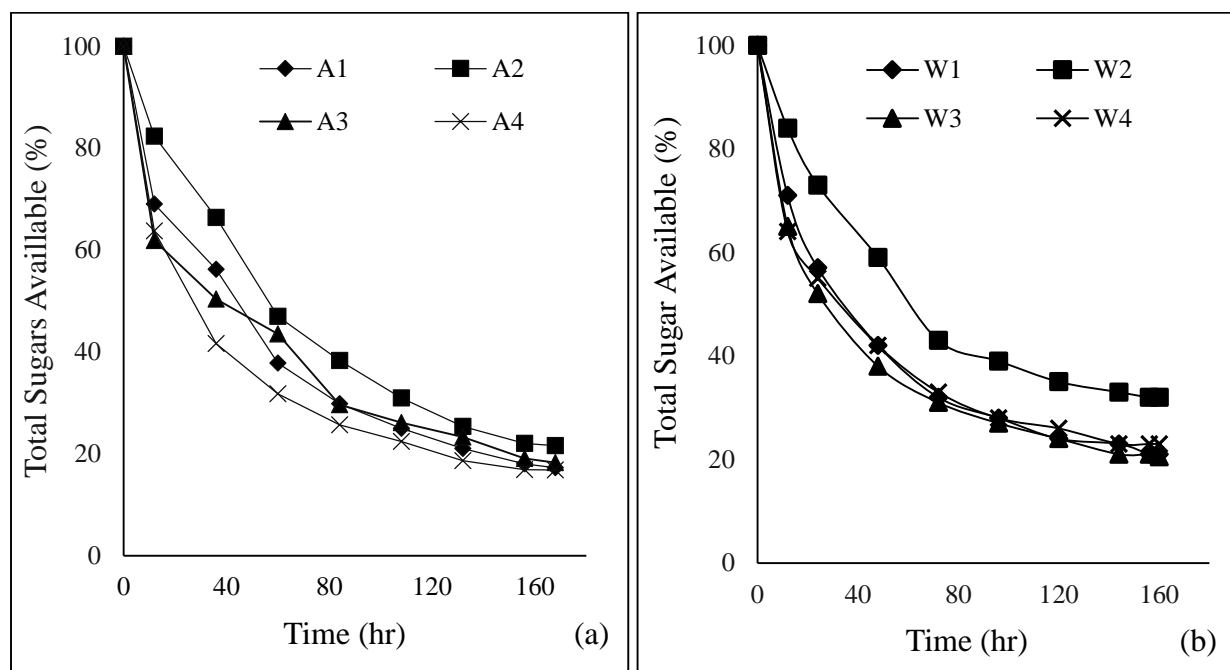 100
80
60
40
20
0
Total Sugars Availlable (%)
A1
A2
A3
A4
0 40 80 120 160
Time (hr)
(a)
100
80
60
40
20
0
Total Sugar Available (%)
W1
W2
W3
W4
0 40 80 120 160
Time (hr)
(b)